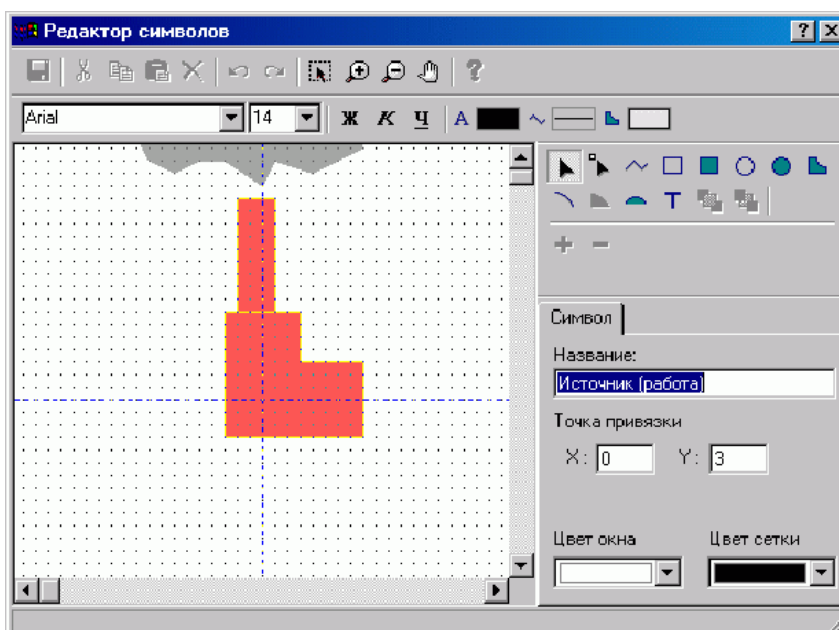 Редактор символов
Arial 14 Ж К Ч А
Т
Символ
Название:
Источник (работа)
Точка привязки
X: 0 Y: 3
Цвет окна Цвет сетки